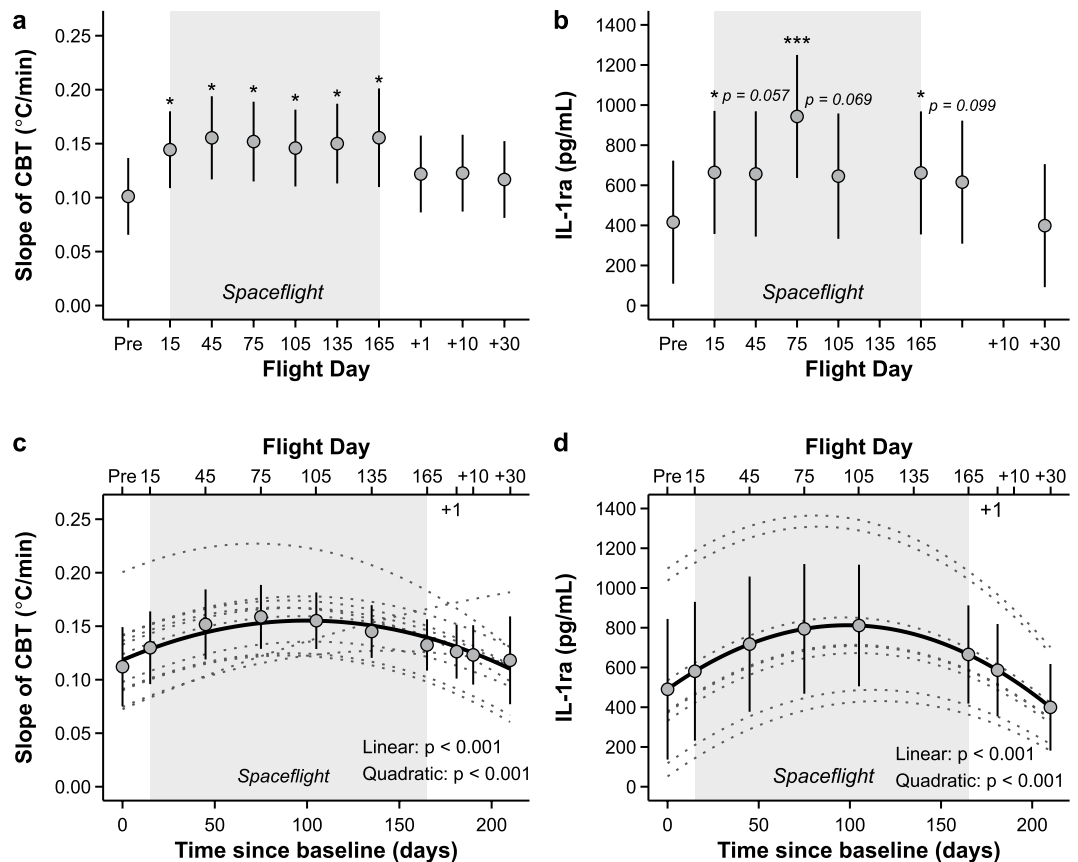 a
Slope of CBT (°C/min)
0.25
0.20
0.15
0.10
0.05
0.00
* * * * * * *
Spaceflight
Pre 15 45 75 105 135 165 +1 +10 +30
Flight Day
b
IL-1ra (pg/mL)
1400
1200
1000
800
600
400
200
0
***
* p = 0.057 p = 0.069 * p = 0.099
Spaceflight
Pre 15 45 75 105 135 165 +10 +30
Flight Day
c
Flight Day
Pre 15 45 75 105 135 165 +10 +30
+1
Slope of CBT (°C/min)
0.25
0.20
0.15
0.10
0.05
0.00
Linear: p < 0.001
Quadratic: p < 0.001
Spaceflight
0 50 100 150 200
Time since baseline (days)
d
Flight Day
Pre 15 45 75 105 135 165 +10 +30
+1
IL-1ra (pg/mL)
1400
1200
1000
800
600
400
200
0
Linear: p < 0.001
Quadratic: p < 0.001
Spaceflight
0 50 100 150 200
Time since baseline (days)